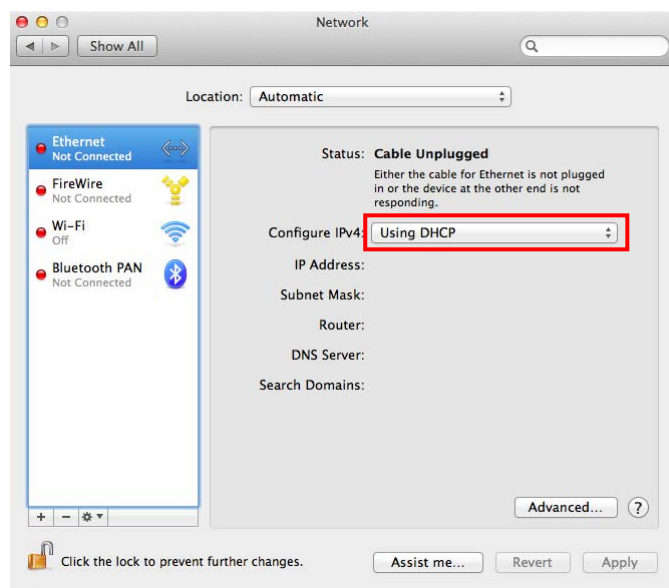 Network
Show All
Location: Automatic
Ethernet
Not Connected
FireWire
Not Connected
Wi-Fi
Off
Bluetooth PAN
Not Connected
Status: Cable Unplugged
Either the cable for Ethernet is not plugged
in or the device at the other end is not
responding.
Configure IPv4: Using DHCP
IP Address:
Subnet Mask:
Router:
DNS Server:
Search Domains:
Advanced... ?
Click the lock to prevent further changes.
Assist me... Revert Apply